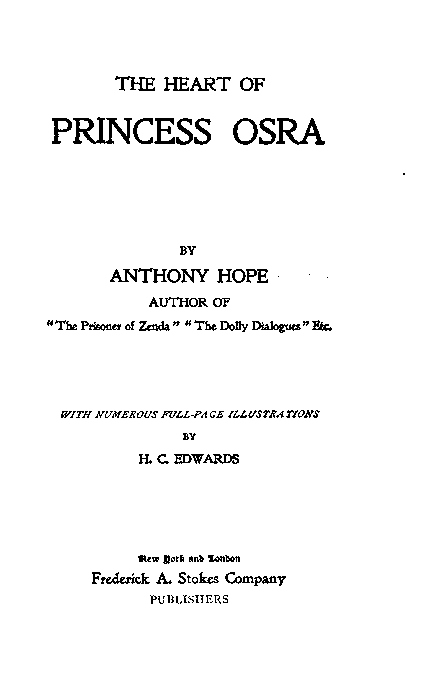 THE HEART OF
PRINCESS OSRA
BY
ANTHONY HOPE
AUTHOR OF
"The Prisoner of Zenda" "The Dolly Dialogues" Etc.
WITH NUMEROUS FULL-PAGE ILLUSTRATIONS
BY
H. C. EDWARDS
New York and London
Frederick A. Stokes Company
PUBLISHERS